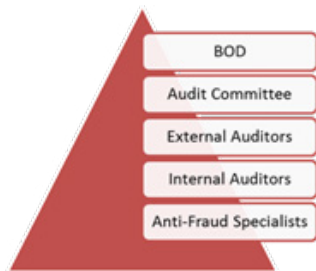 BOD
Audit Committee
External Auditors
Internal Auditors
Anti-Fraud Specialists